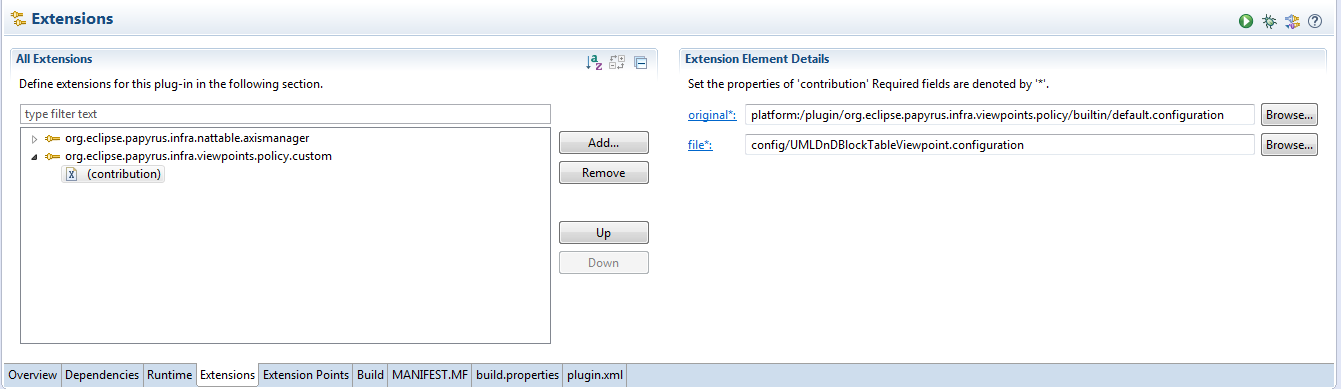 Extensions
All Extensions
Define extensions for this plug-in in the following section.
type filter text
org.eclipse.papyrus.infra.nattable.axismanager
org.eclipse.papyrus.infra.viewpoints.policy.custom
(contribution)
Add...
Remove
Up
Down
Extension Element Details
Set the properties of 'contribution' Required fields are denoted by '*'.
original*: platform:/plugin/org.eclipse.papyrus.infra.viewpoints.policy/builtin/default.configuration Browse...
file*: config/UMLDnDBlockTableViewpoint.configuration Browse...
Overview Dependencies Runtime Extensions Extension Points Build MANIFEST.MF build.properties plugin.xml